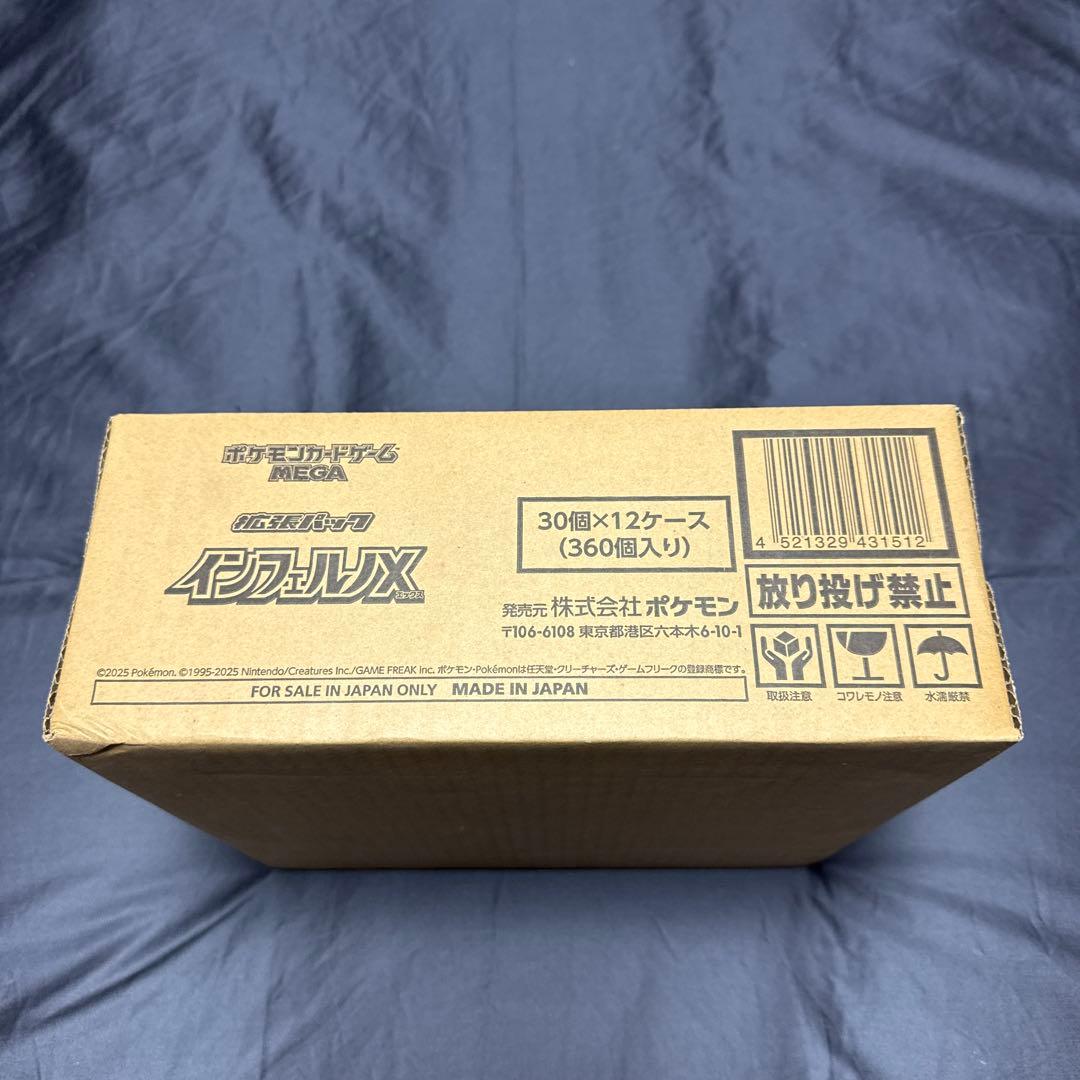 ポケモンカードゲーム
MEGA
拡張パック
インフェルノX
エックス
30個×12ケース
(360個入り)
発売元 株式会社 ポケモン
〒106-6108 東京都港区六本木6-10-1
©2025 Pokémon. ©1995-2025 Nintendo/Creatures Inc./GAME FREAK inc. ポケモン・Pokémonは任天堂・クリーチャーズ・ゲームフリークの登録商標です。
FOR SALE IN JAPAN ONLY MADE IN JAPAN
4 521329 431512
放り投げ禁止
取扱注意
コワレモノ注意
水濡厳禁